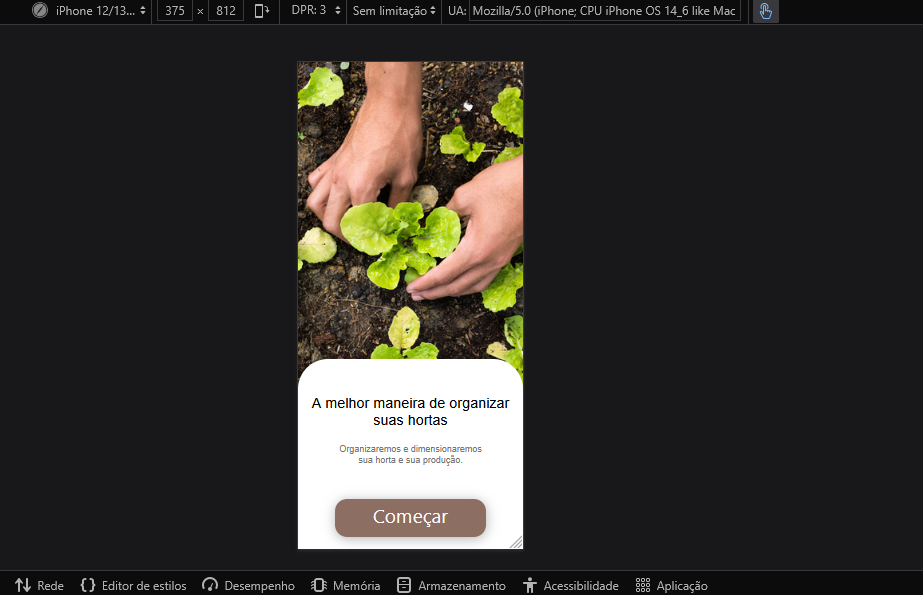 iPhone 12/13... 375 × 812 DPR: 3 Sem limitação UA: Mozilla/5.0 (iPhone; CPU iPhone OS 14_6 like Mac
A melhor maneira de organizar
suas hortas
Organizaremos e dimensionaremos
sua horta e sua produção.
Começar
Rede {} Editor de estilos Desempenho Memória Armazenamento Acessibilidade Aplicação